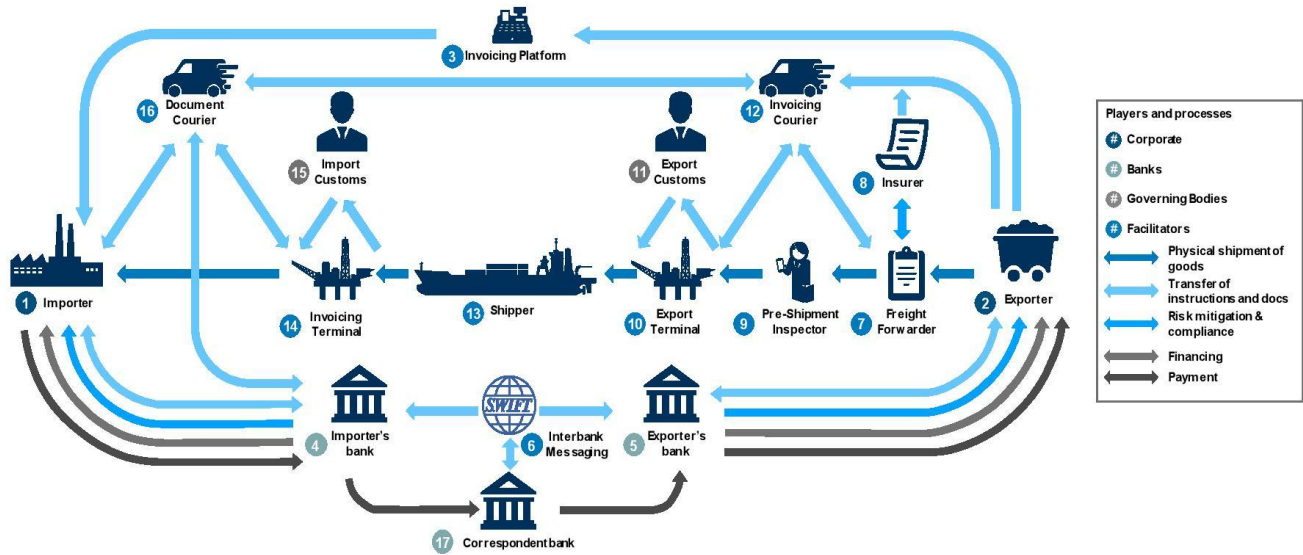 3 Invoicing Platform
16 Document
Courier
12 Invoicing
Courier
15 Import
Customs
11 Export
Customs
8 Insurer
1 Importer
14 Invoicing
Terminal
13 Shipper
10 Export
Terminal
9 Pre-Shipment
Inspector
7 Freight
Forwarder
2 Exporter
4 Importer's
bank
SWIFT
6 Interbank
Messaging
5 Exporter's
bank
17 Correspondent bank
Players and processes
# Corporate
# Banks
# Governing Bodies
# Facilitators
Physical shipment of
goods
Transfer of
instructions and docs
Risk mitigation &
compliance
Financing
Payment